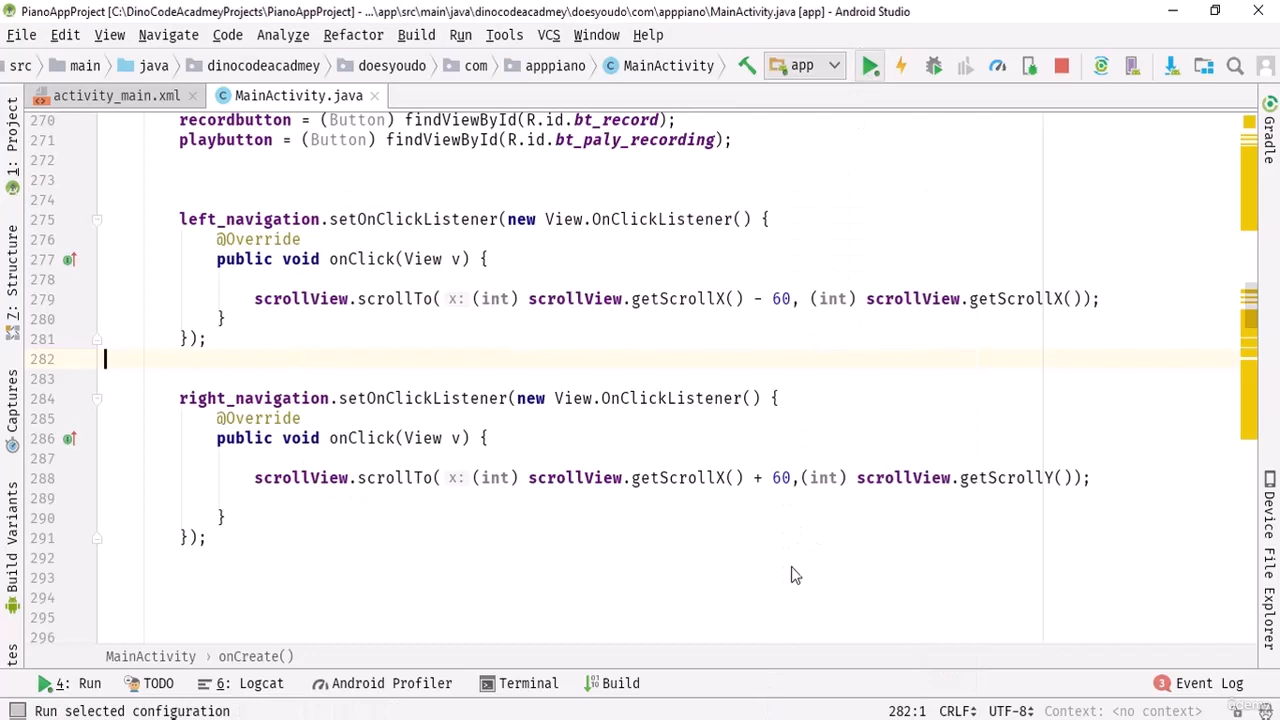 PianoAppProject [C:\DinoCodeAcadmeyProjects\PianoAppProject] - ...\app\src\main\java\dinocodeacadmey\doesyoudo\com\apppiano\MainActivity.java [app] - Android Studio
File Edit View Navigate Code Analyze Refactor Build Run Tools VCS Window Help
src main java dinocodeacadmey doesyoudo com apppiano MainActivity app
activity_main.xml MainActivity.java
1: Project
7: Structure
Captures
Build Variants
tes
270 recordbutton = (Button) findViewById(R.id.bt_record);
271 playbutton = (Button) findViewById(R.id.bt_paly_recording);
272
273
274
275 left_navigation.setOnClickListener(new View.OnClickListener() {
276 @Override
277 public void onClick(View v) {
278
279 scrollView.scrollTo( x: (int) scrollView.getScrollX() - 60, (int) scrollView.getScrollX());
280 }
281 });
282
283
284 right_navigation.setOnClickListener(new View.OnClickListener() {
285 @Override
286 public void onClick(View v) {
287
288 scrollView.scrollTo( x: (int) scrollView.getScrollX() + 60,(int) scrollView.getScrollY());
289
290 }
291 });
292
293
294
295
296
Gradle
Device File Explorer
MainActivity › onCreate()
4: Run TODO 6: Logcat Android Profiler Terminal Build 3 Event Log
Run selected configuration 282:1 CRLF UTF-8 Context: <no context>